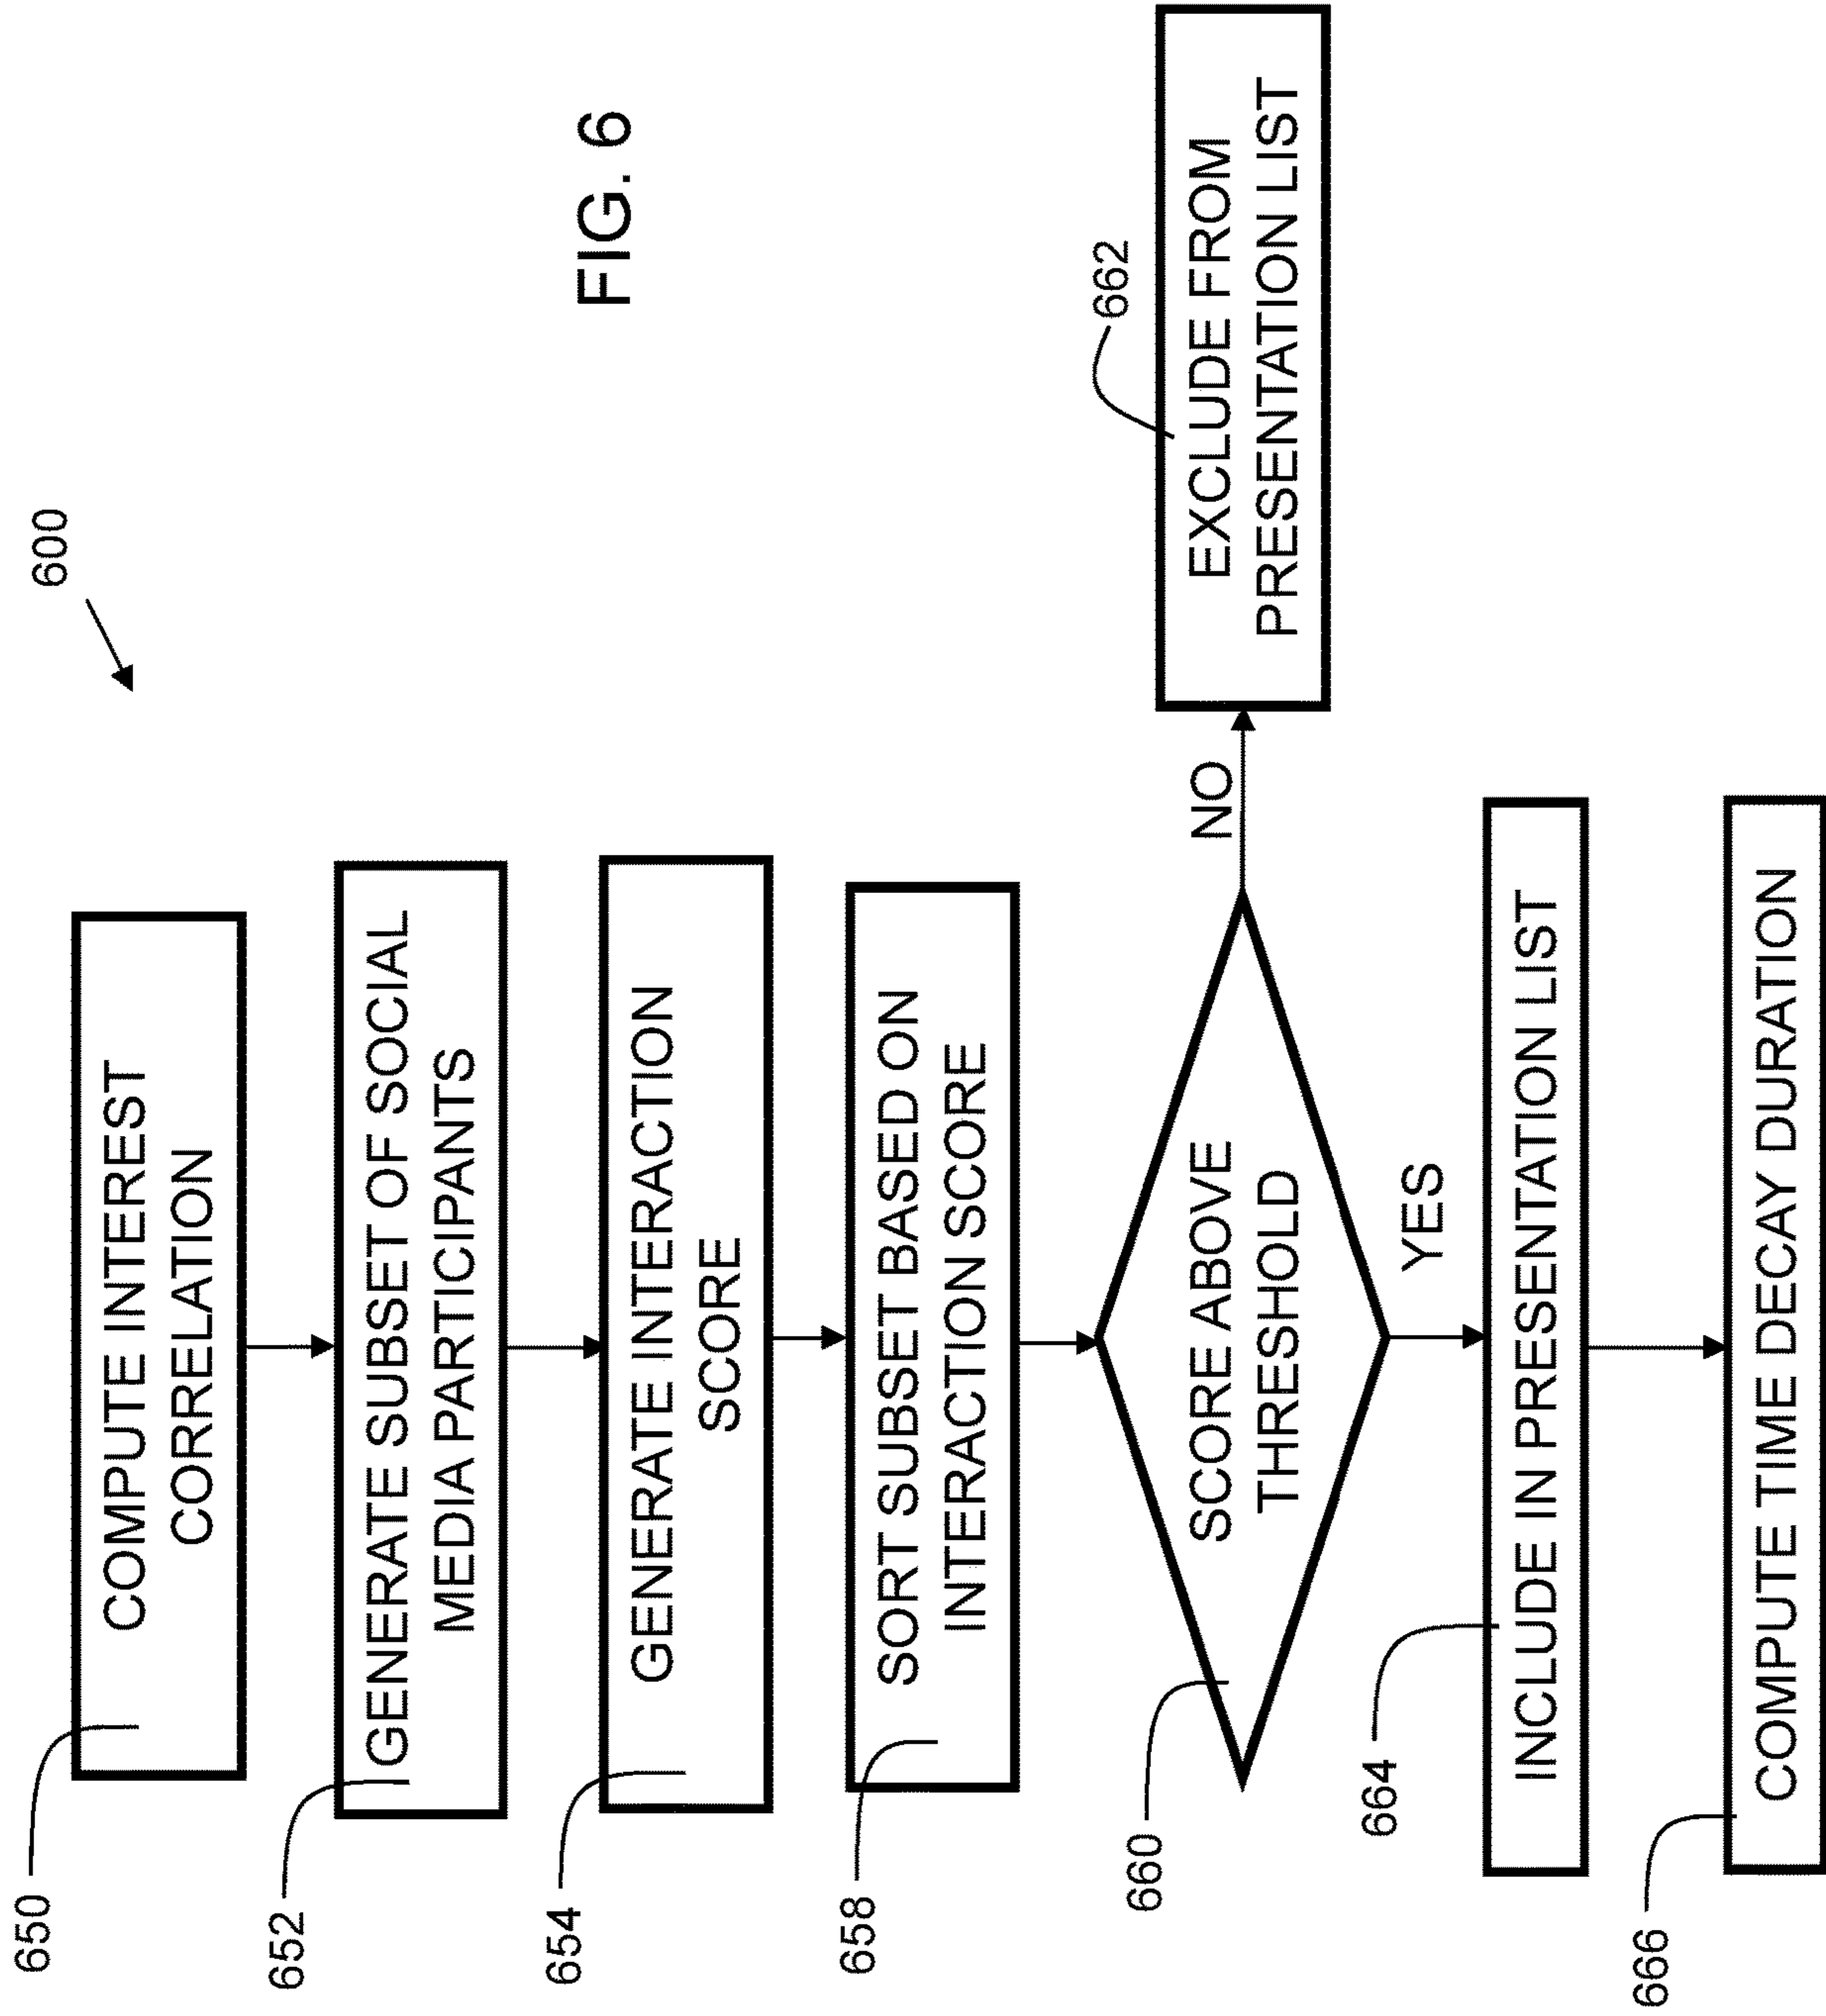 600
650
COMPUTE INTEREST
CORRELATION
652
GENERATE SUBSET OF SOCIAL
MEDIA PARTICIPANTS
654
GENERATE INTERACTION
SCORE
658
SORT SUBSET BASED ON
INTERACTION SCORE
660
SCORE ABOVE
THRESHOLD
NO
662
EXCLUDE FROM
PRESENTATION LIST
YES
664
INCLUDE IN PRESENTATION LIST
666
COMPUTE TIME DECAY DURATION
FIG. 6